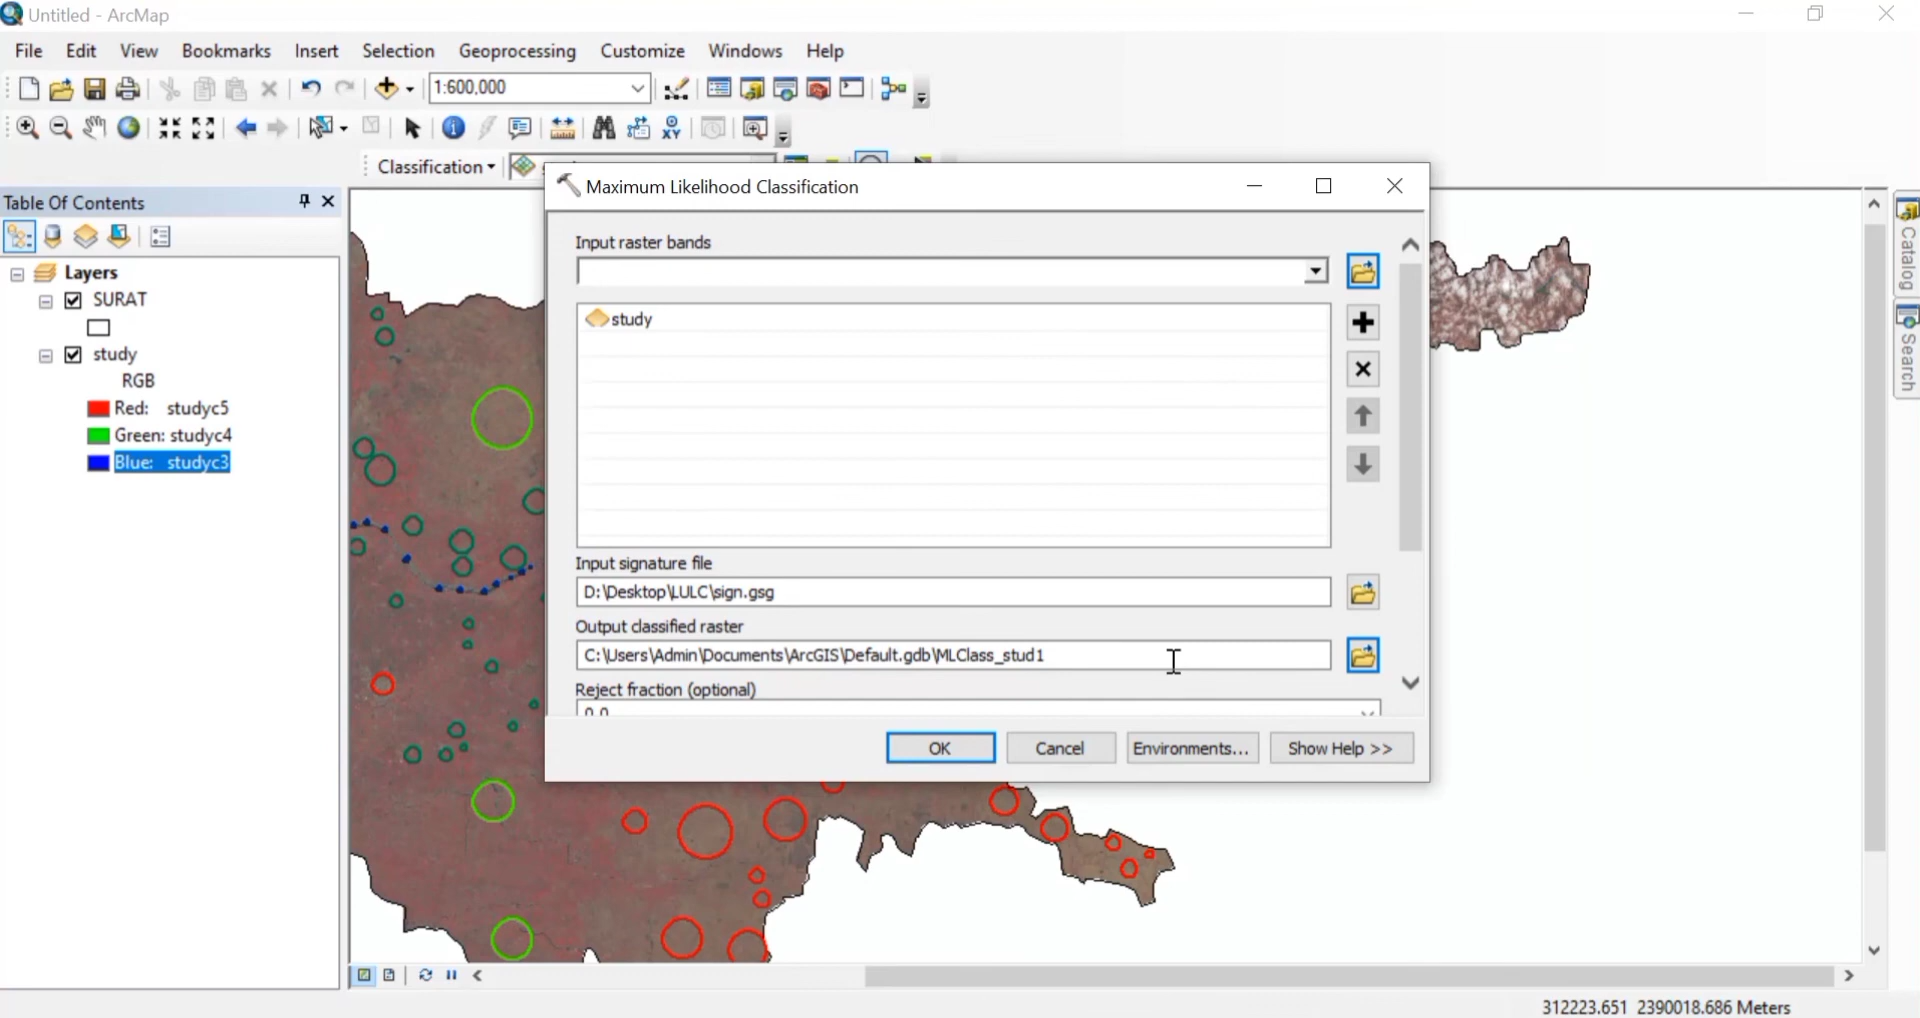 Untitled - ArcMap
File Edit View Bookmarks Insert Selection Geoprocessing Customize Windows Help
1:600,000
Classification
Table Of Contents
Layers
SURAT
study
RGB
Red: studyc5
Green: studyc4
Blue: studyc3
Maximum Likelihood Classification
Input raster bands
study
Input signature file
D:\Desktop\LULC\sign.gsg
Output classified raster
C:\Users\Admin\Documents\ArcGIS\Default.gdb\MLClass_stud1
Reject fraction (optional)
0.0
OK Cancel Environments... Show Help >>
Catalog
Search
312223.651 2390018.686 Meters